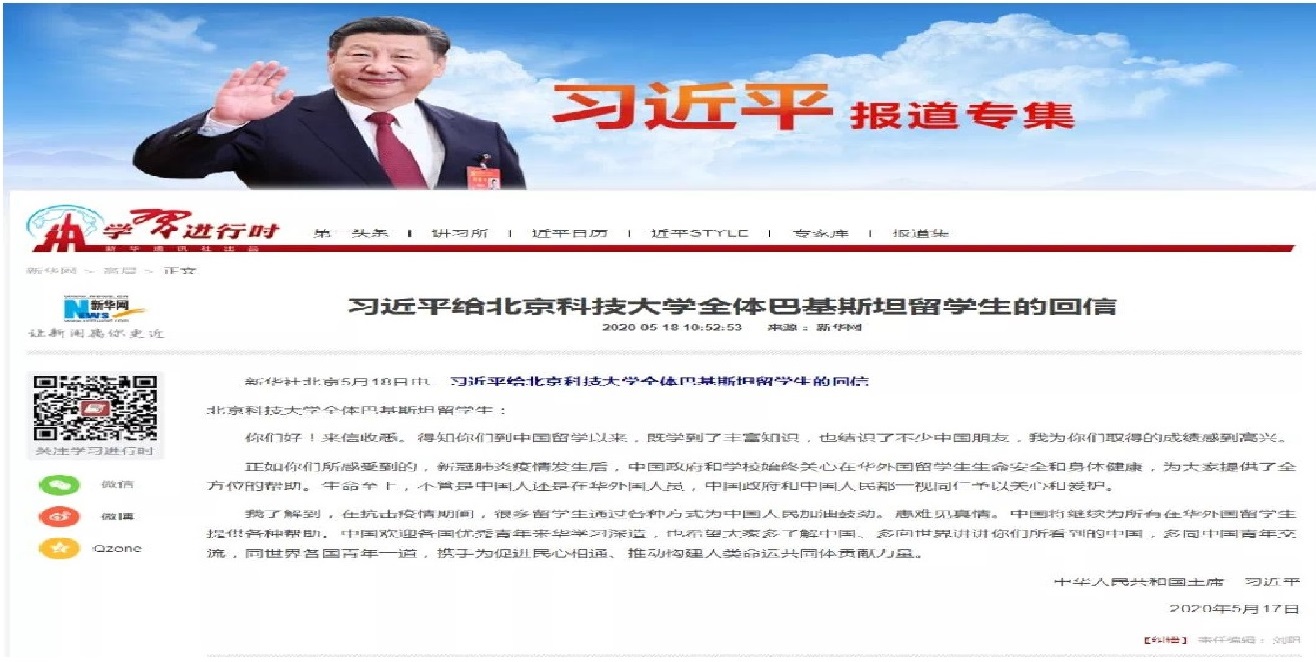 习近平 报道专集
学习进行时
新华通讯社出品
第一头条 | 讲习所 | 近平日历 | 近平STYLE | 专家库 | 报道集
新华网 > 高层 > 正文
新华网
NEWS
让新闻离你更近
习近平给北京科技大学全体巴基斯坦留学生的回信
2020 05 18 10:52:53 来源:新华网
关注学习进行时
微信
微博
Qzone
新华社北京5月18日电 习近平给北京科技大学全体巴基斯坦留学生的回信
北京科技大学全体巴基斯坦留学生:
你们好!来信收悉。得知你们到中国留学以来,既学到了丰富知识,也结识了不少中国朋友,我为你们取得的成绩感到高兴。
正如你们所感受到的,新冠肺炎疫情发生后,中国政府和学校始终关心在华外国留学生生命安全和身体健康,为大家提供了全
方位的帮助。生命至上,不管是中国人还是在华外国人员,中国政府和中国人民都一视同仁予以关心和爱护。
我了解到,在抗击疫情期间,很多留学生通过各种方式为中国人民加油鼓劲。患难见真情。中国将继续为所有在华外国留学生
提供各种帮助。中国欢迎各国优秀青年来华学习深造,也希望大家多了解中国、多向世界讲讲你们所看到的中国,多同中国青年交
流,同世界各国青年一道,携手为促进民心相通、推动构建人类命运共同体贡献力量。
中华人民共和国主席 习近平
2020年5月17日
【纠错】 责任编辑: 刘阳